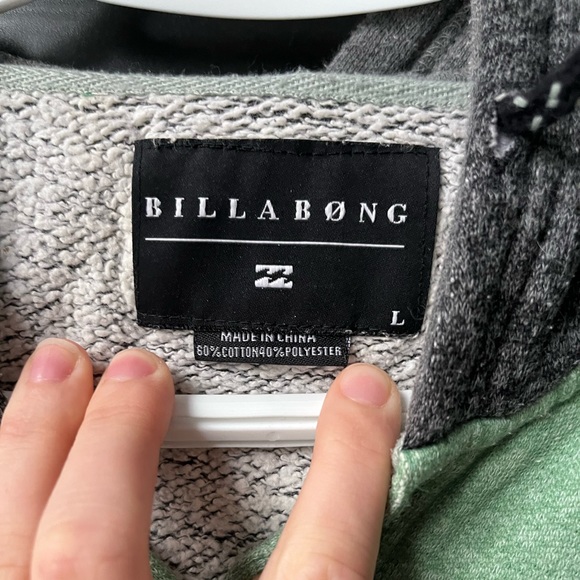 BILLABØNG
L
MADE IN CHINA
60%COTTON40%POLYESTER